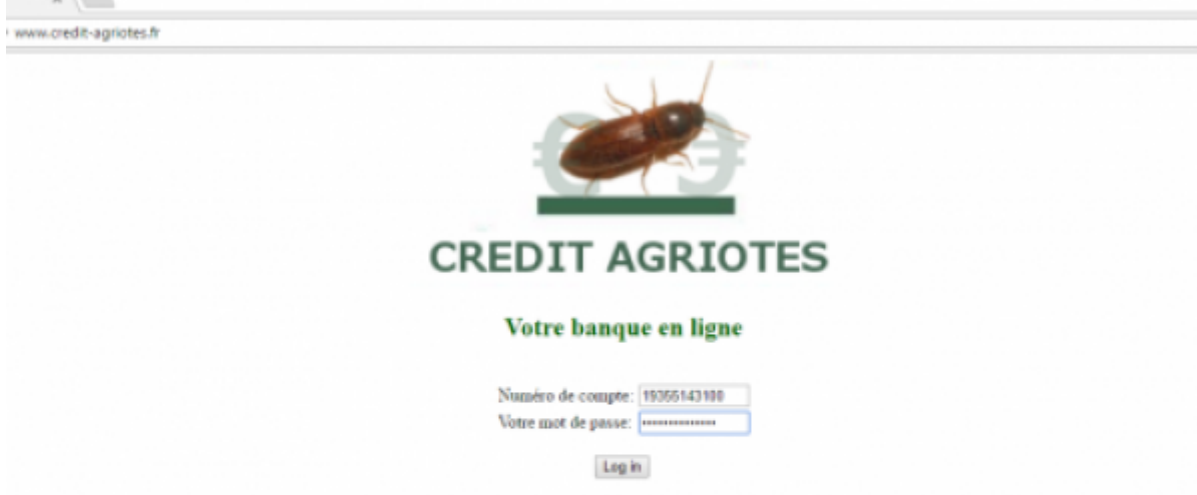 www.credit-agriotes.fr
CREDIT AGRIOTES
Votre banque en ligne
Numéro de compte: 19355143100
Votre mot de passe: ••••••••••••••
Log in